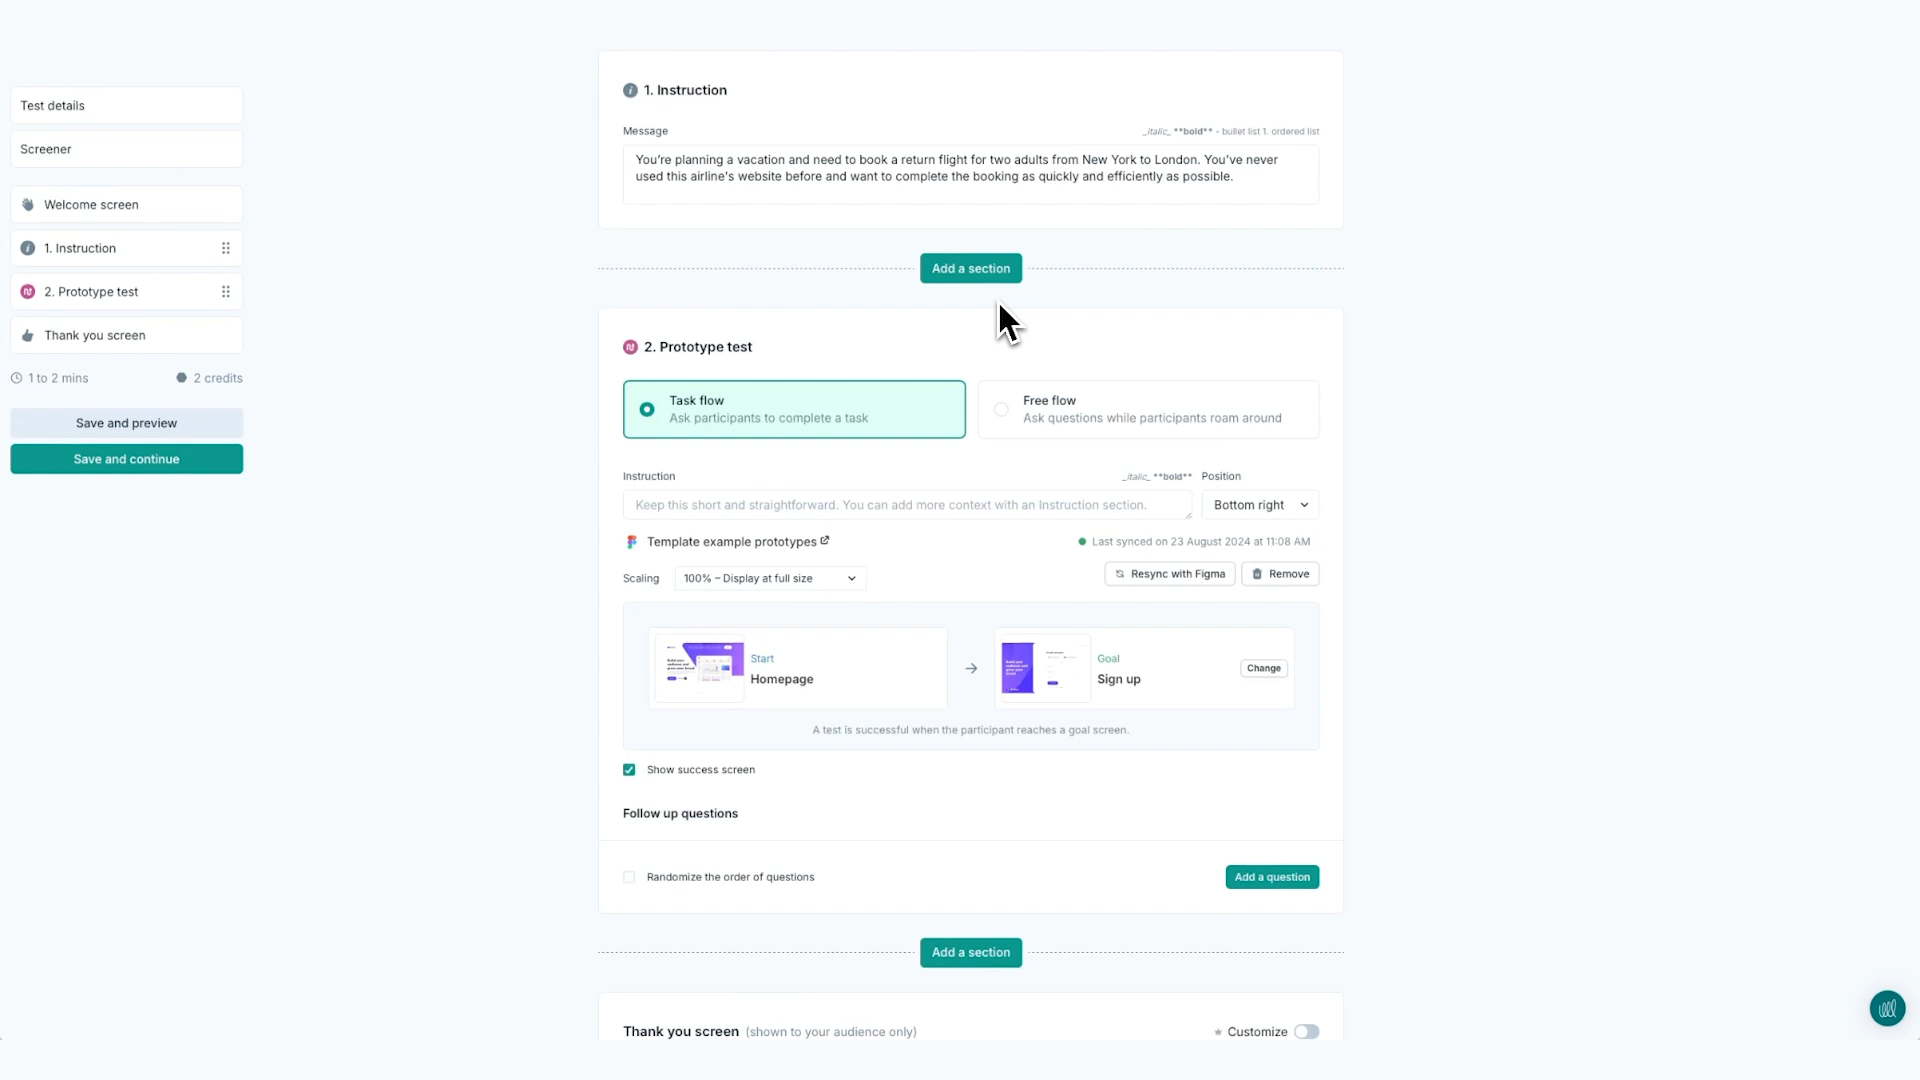 Test details
Screener
Welcome screen
1. Instruction
2. Prototype test
Thank you screen
1 to 2 mins
2 credits
Save and preview
Save and continue
1. Instruction
Message
_italic_ **bold** - bullet list 1. ordered list
You're planning a vacation and need to book a return flight for two adults from New York to London. You've never
used this airline's website before and want to complete the booking as quickly and efficiently as possible.
Add a section
2. Prototype test
Task flow
Ask participants to complete a task
Free flow
Ask questions while participants roam around
Instruction
_italic_ **bold**
Position
Keep this short and straightforward. You can add more context with an Instruction section.
Bottom right
Template example prototypes
Last synced on 23 August 2024 at 11:08 AM
Scaling
100% – Display at full size
Resync with Figma
Remove
Start
Homepage
Goal
Sign up
Change
A test is successful when the participant reaches a goal screen.
Show success screen
Follow up questions
Randomize the order of questions
Add a question
Add a section
Thank you screen (shown to your audience only)
Customize